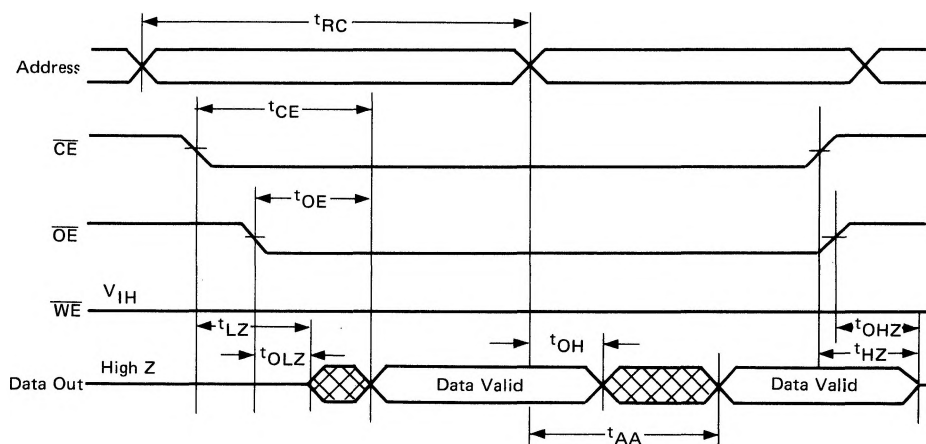 tRC
Address
tCE
CE
tOE
OE
VIH
WE
tLZ
tOHZ
tOLZ
tOH
tHZ
High Z
Data Out
Data Valid
Data Valid
tAA